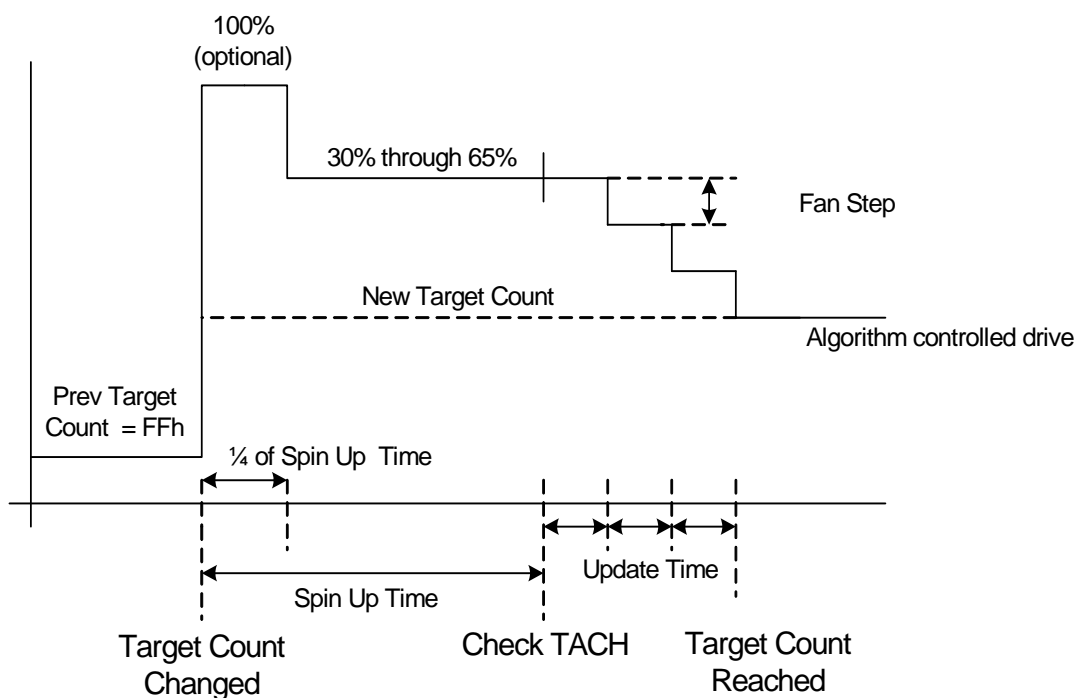 100%
(optional)
30% through 65%
Fan Step
New Target Count
Algorithm controlled drive
Prev Target
Count = FFh
¼ of Spin Up Time
Update Time
Spin Up Time
Target Count
Changed
Check TACH
Target Count
Reached